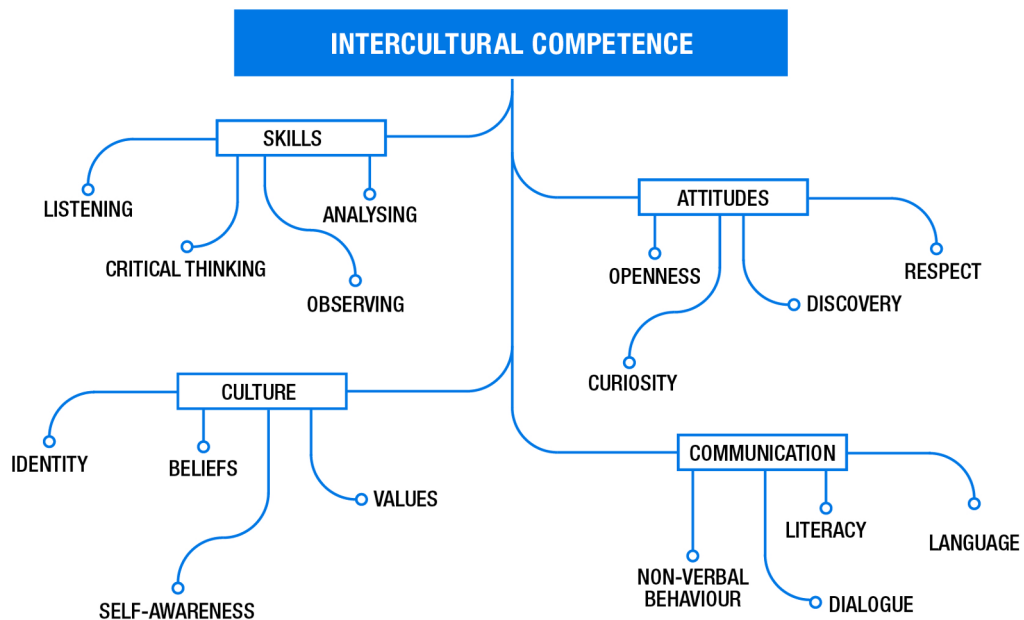 INTERCULTURAL COMPETENCE
SKILLS
LISTENING
ANALYSING
CRITICAL THINKING
OBSERVING
ATTITUDES
OPENNESS
RESPECT
DISCOVERY
CURIOSITY
CULTURE
IDENTITY
BELIEFS
VALUES
SELF-AWARENESS
COMMUNICATION
LITERACY
LANGUAGE
NON-VERBAL
BEHAVIOUR
DIALOGUE